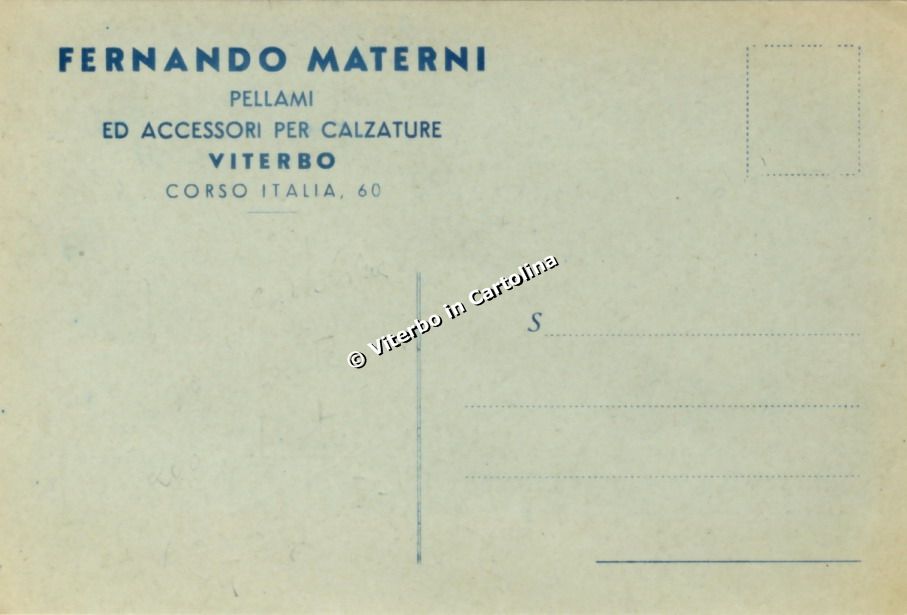 FERNANDO MATERNI
PELLAMI
ED ACCESSORI PER CALZATURE
VITERBO
CORSO ITALIA, 60
© Viterbo in Cartolina
S